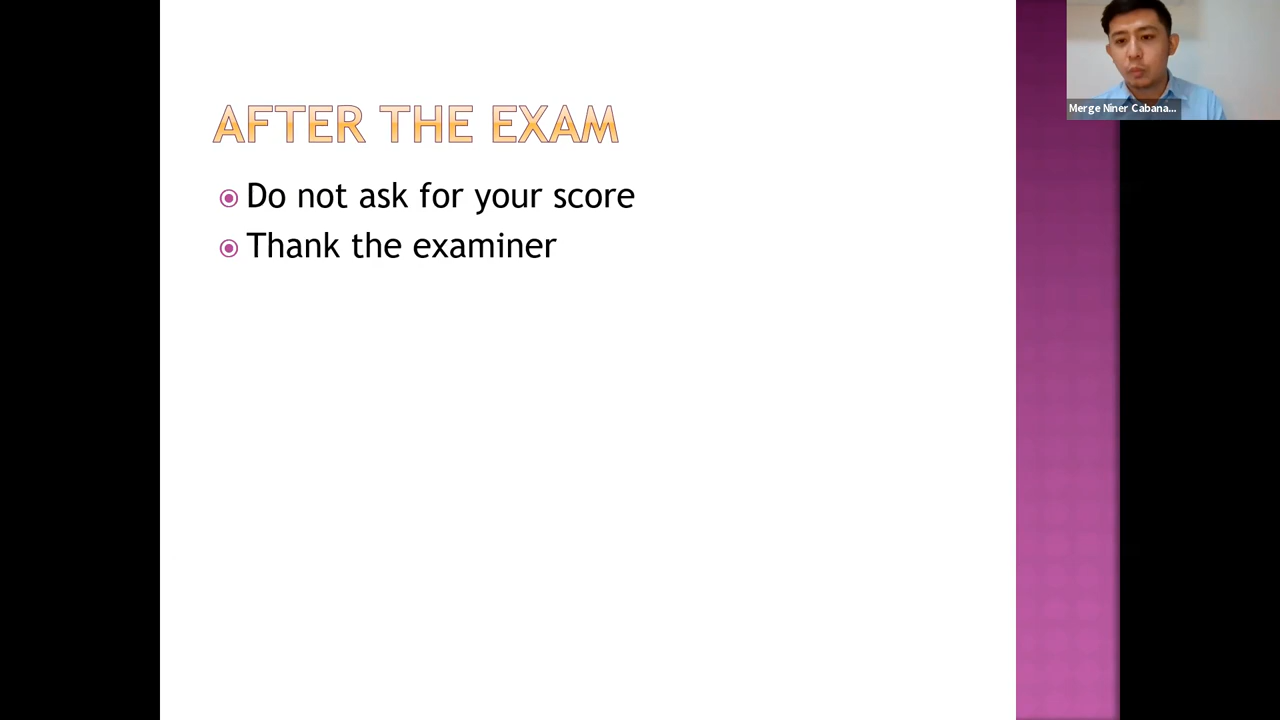 AFTER THE EXAM
Do not ask for your score
Thank the examiner
Merge Niner Cabana...